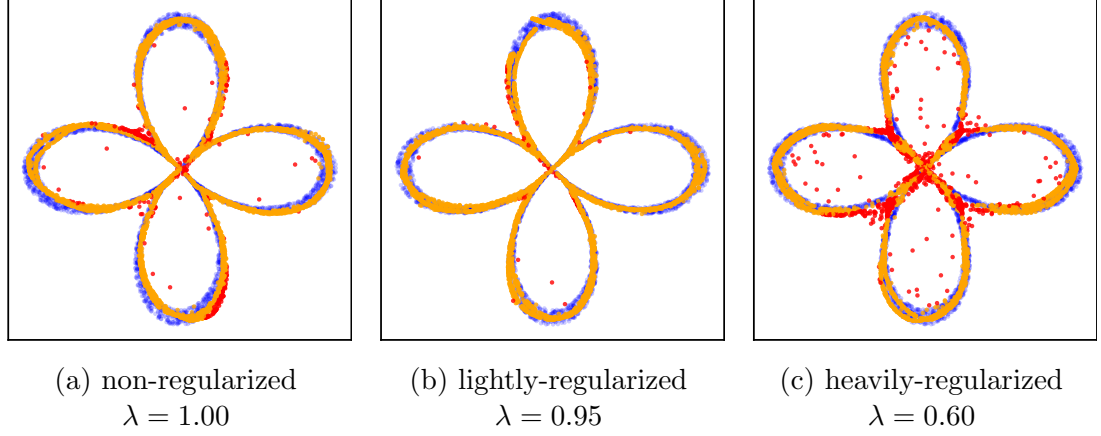 (a) non-regularized
λ = 1.00
(b) lightly-regularized
λ = 0.95
(c) heavily-regularized
λ = 0.60